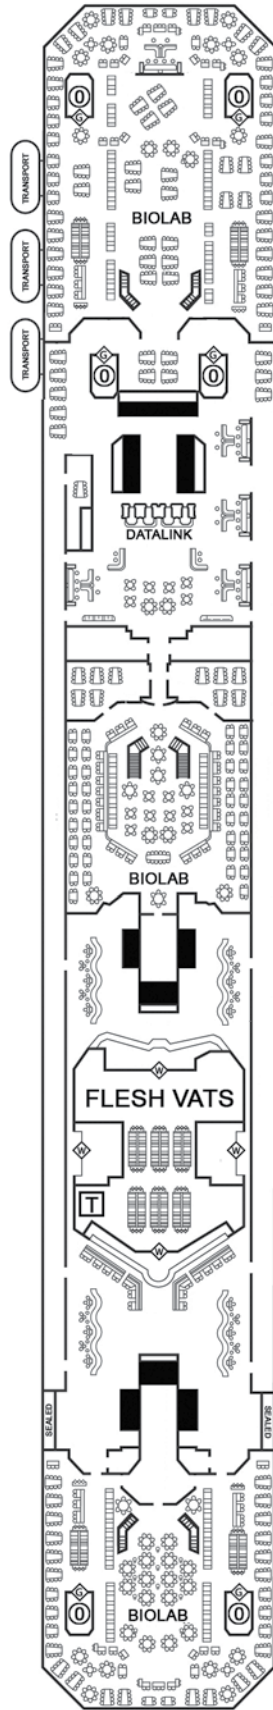 O
O
G
G
TRANSPORT
BIOLAB
TRANSPORT
TRANSPORT
G
G
O
O
DATALINK
BIOLAB
W
FLESH VATS
W
W
T
W
SEALED
SEALED
G
G
O
O
BIOLAB